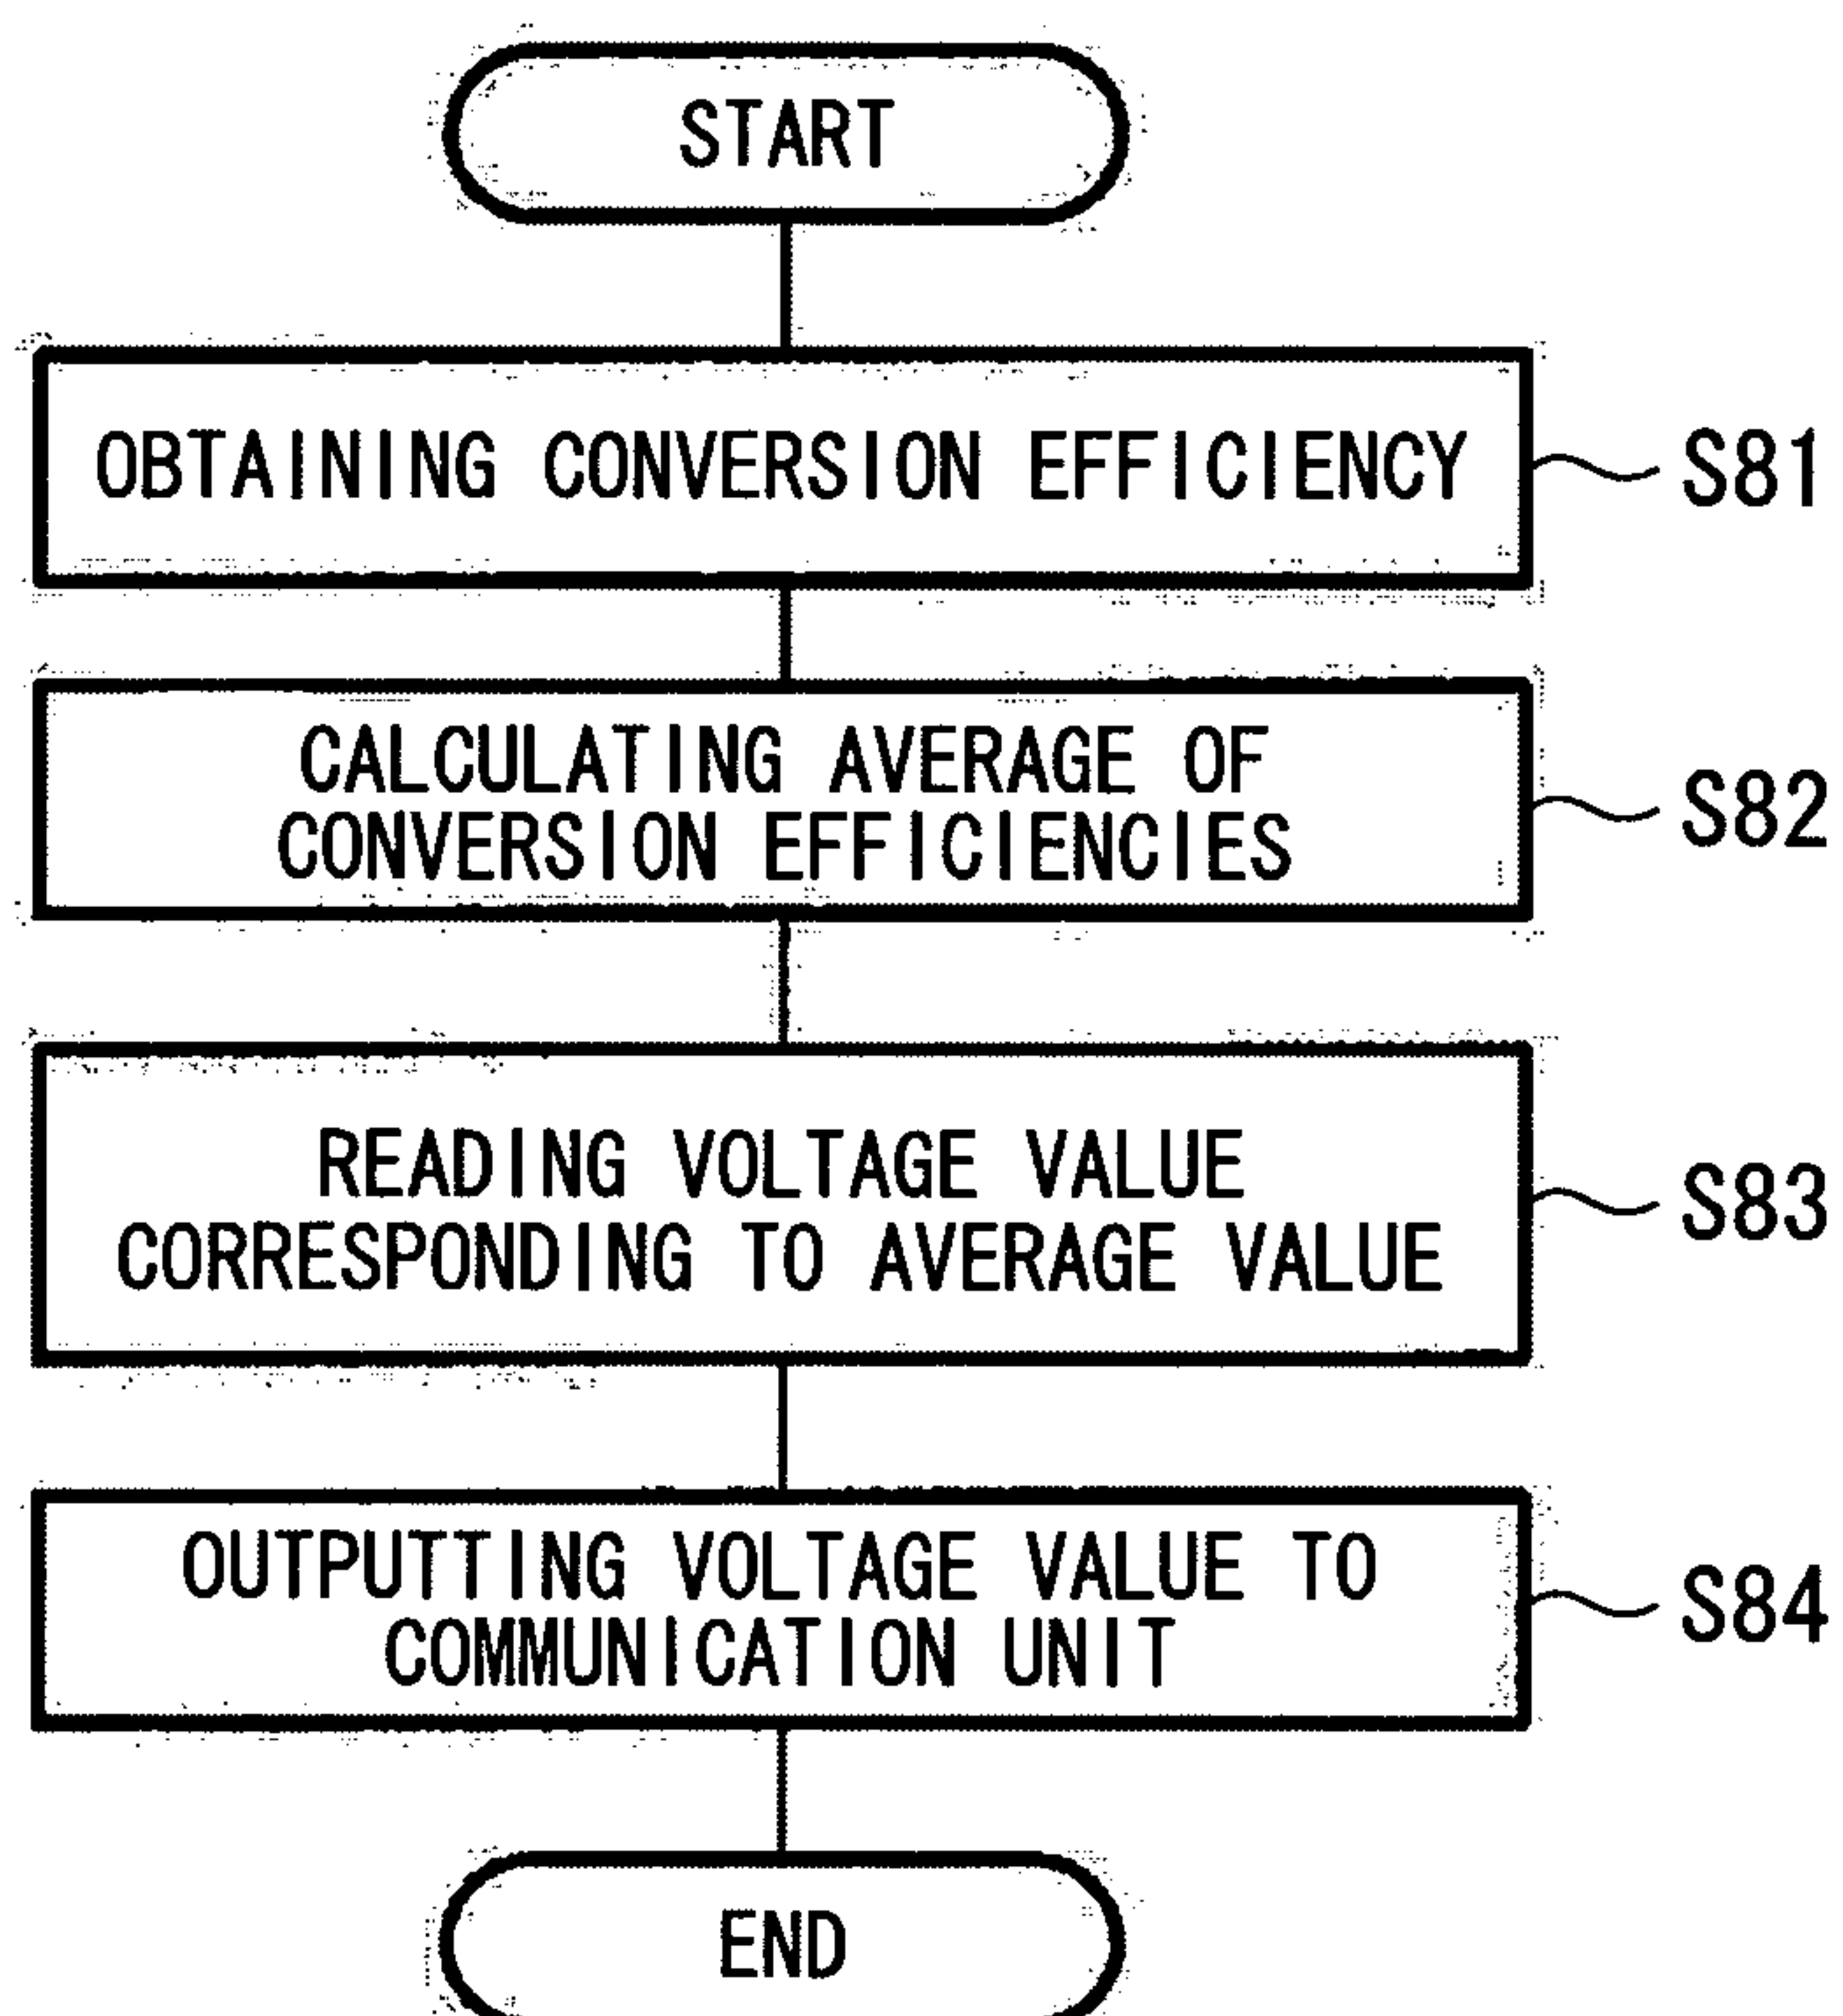 START
OBTAINING CONVERSION EFFICIENCY
S81
CALCULATING AVERAGE OF
CONVERSION EFFICIENCIES
S82
READING VOLTAGE VALUE
CORRESPONDING TO AVERAGE VALUE
S83
OUTPUTTING VOLTAGE VALUE TO
COMMUNICATION UNIT
S84
END